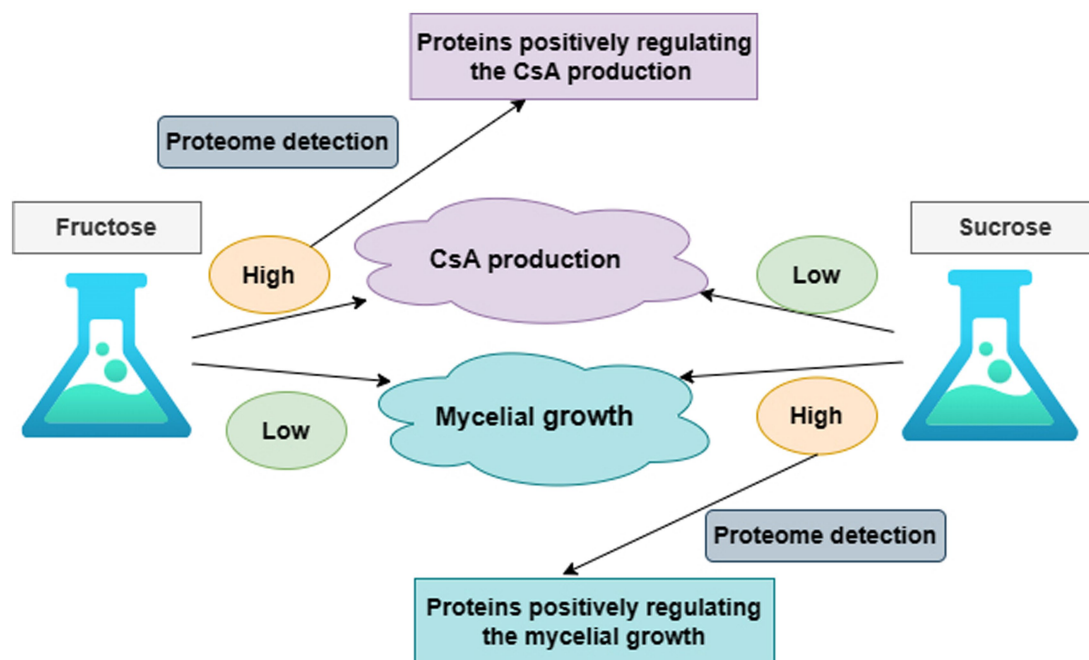 Proteins positively regulating
the CsA production
Proteome detection
Fructose
Sucrose
High
CsA production
Low
Low
Mycelial growth
High
Proteome detection
Proteins positively regulating
the mycelial growth